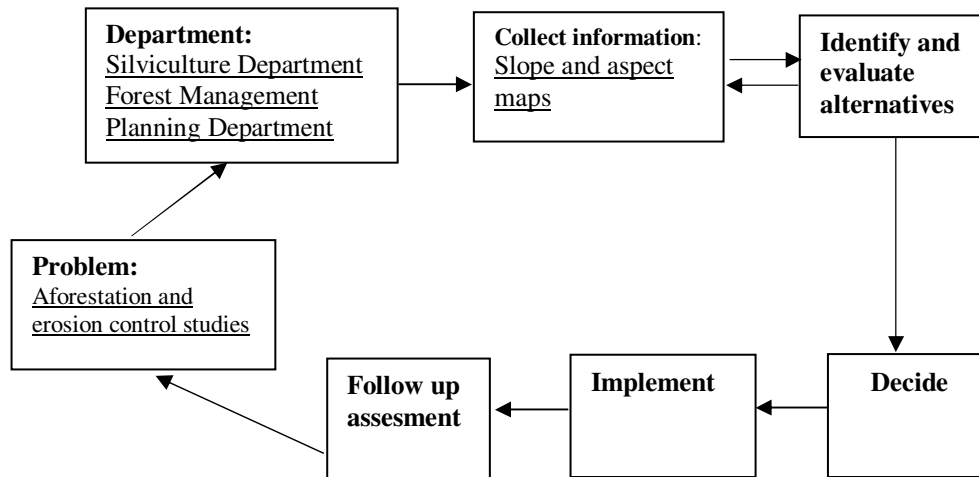 Department:
Silviculture Department
Forest Management
Planning Department
Collect information:
Slope and aspect
maps
Identify and
evaluate
alternatives
Problem:
Aforestation and
erosion control studies
Follow up
assesment
Implement
Decide